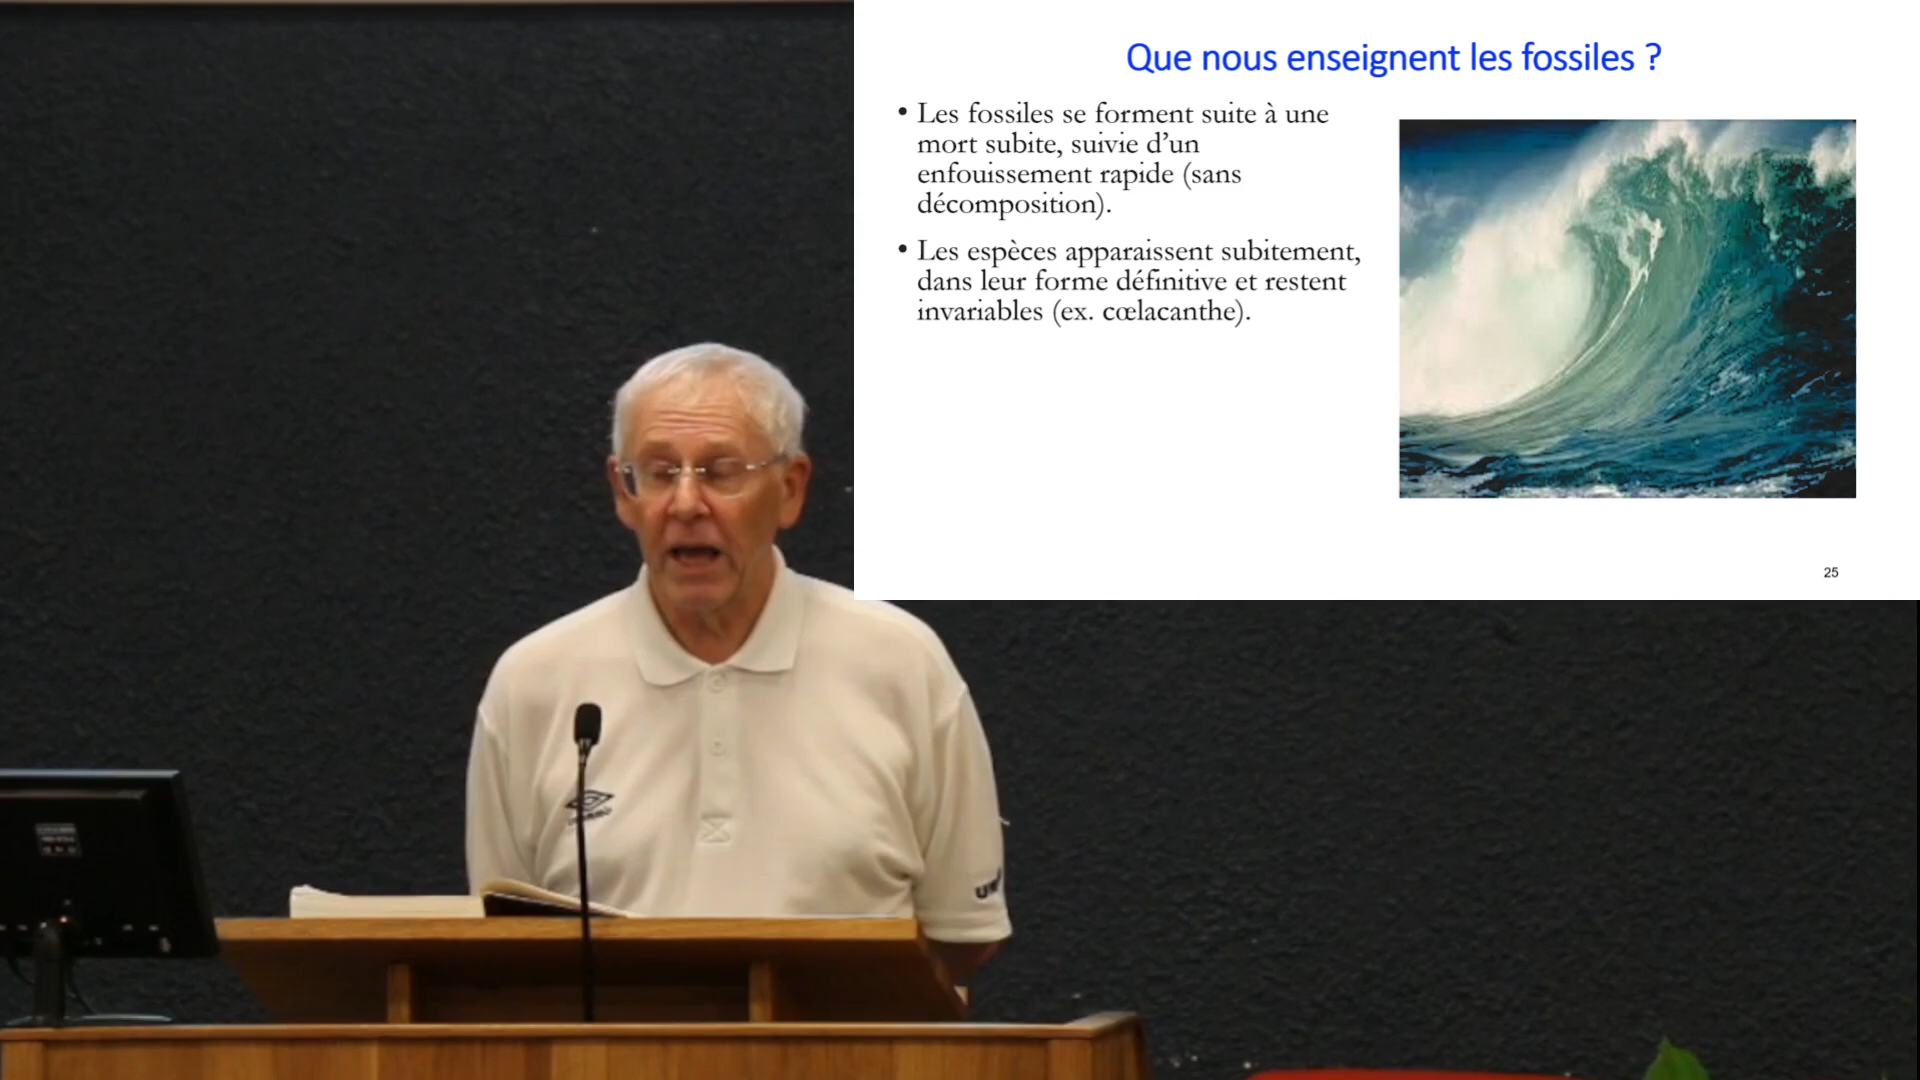 Que nous enseignent les fossiles ?
• Les fossiles se forment suite à une
mort subite, suivie d’un
enfouissement rapide (sans
décomposition).
• Les espèces apparaissent subitement,
dans leur forme définitive et restent
invariables (ex. cœlacanthe).
25